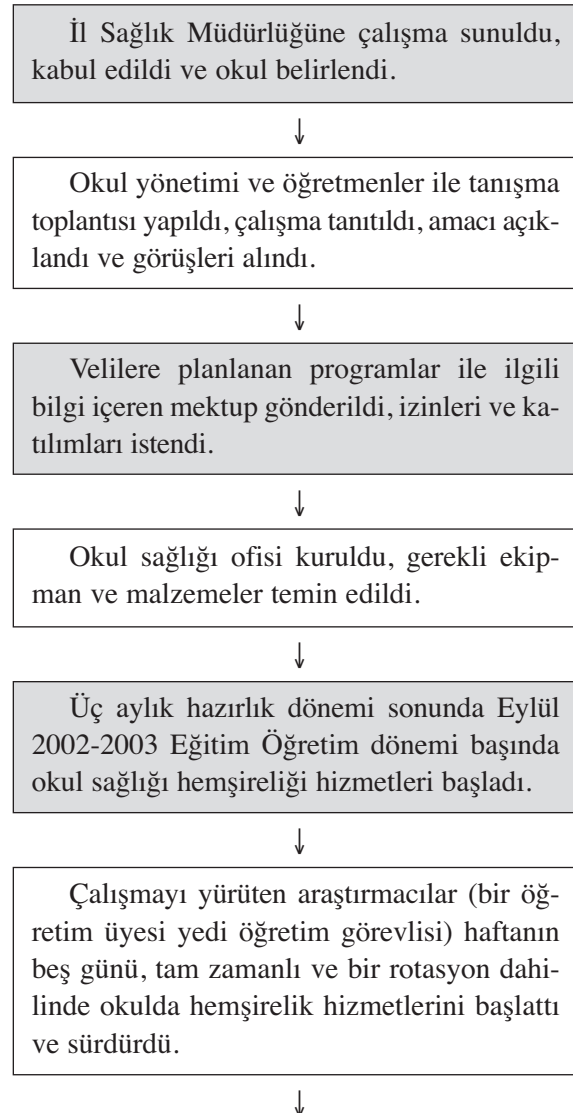 İl Sağlık Müdürlüğüne çalışma sunuldu,
kabul edildi ve okul belirlendi.
↓
Okul yönetimi ve öğretmenler ile tanışma
toplantısı yapıldı, çalışma tanıtıldı, amacı açık-
landı ve görüşleri alındı.
↓
Velilere planlanan programlar ile ilgili
bilgi içeren mektup gönderildi, izinleri ve ka-
tılımları istendi.
↓
Okul sağlığı ofisi kuruldu, gerekli ekip-
man ve malzemeler temin edildi.
↓
Üç aylık hazırlık dönemi sonunda Eylül
2002-2003 Eğitim Öğretim dönemi başında
okul sağlığı hemşireliği hizmetleri başladı.
↓
Çalışmayı yürüten araştırmacılar (bir öğ-
retim üyesi yedi öğretim görevlisi) haftanın
beş günü, tam zamanlı ve bir rotasyon dahi-
linde okulda hemşirelik hizmetlerini başlattı
ve sürdürdü.
↓